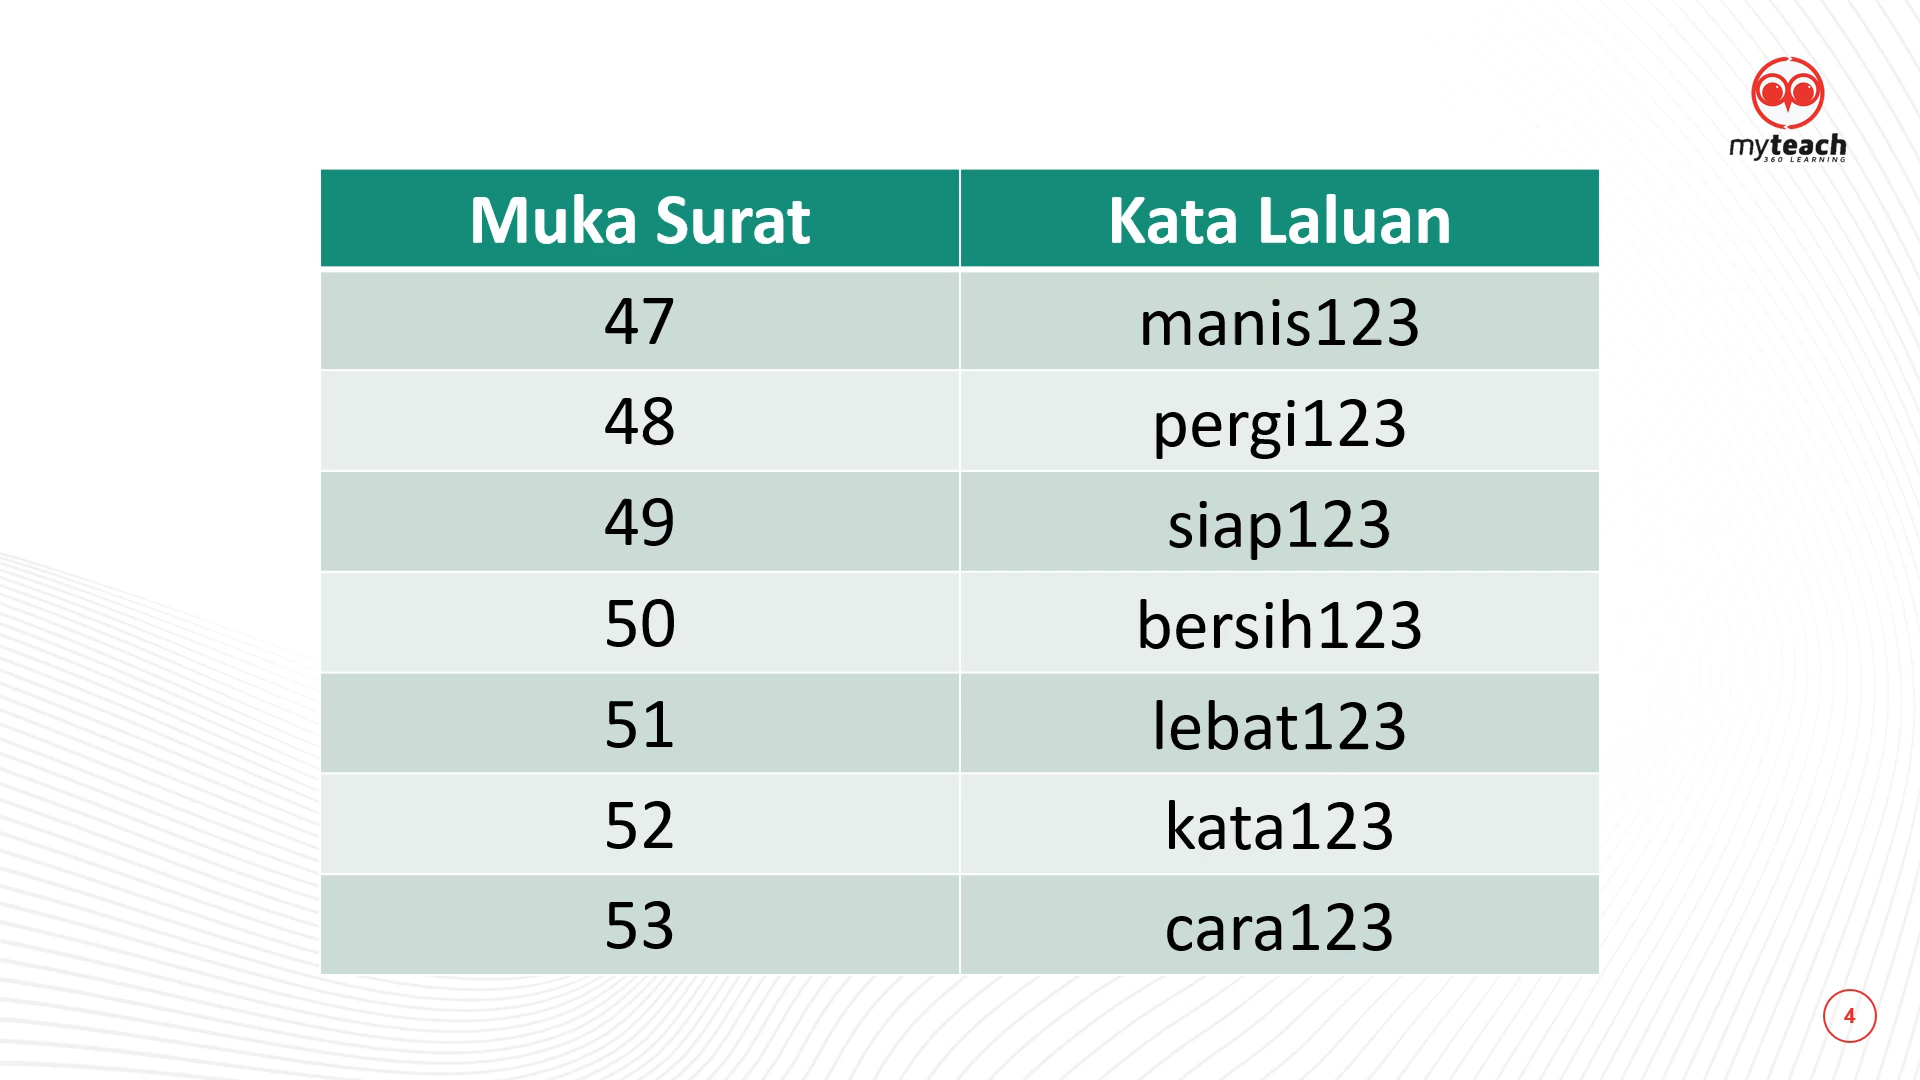 myteach
360 LEARNING
Muka Surat Kata Laluan
47 manis123
48 pergi123
49 siap123
50 bersih123
51 lebat123
52 kata123
53 cara123
4